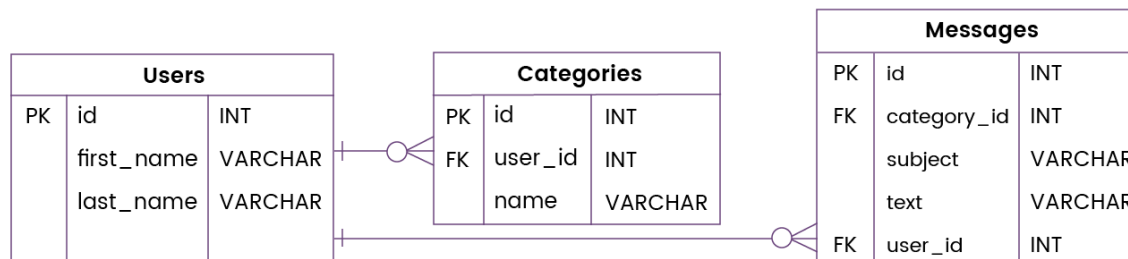 Users
PK id INT
first_name VARCHAR
last_name VARCHAR
Categories
PK id INT
FK user_id INT
name VARCHAR
Messages
PK id INT
FK category_id INT
subject VARCHAR
text VARCHAR
FK user_id INT